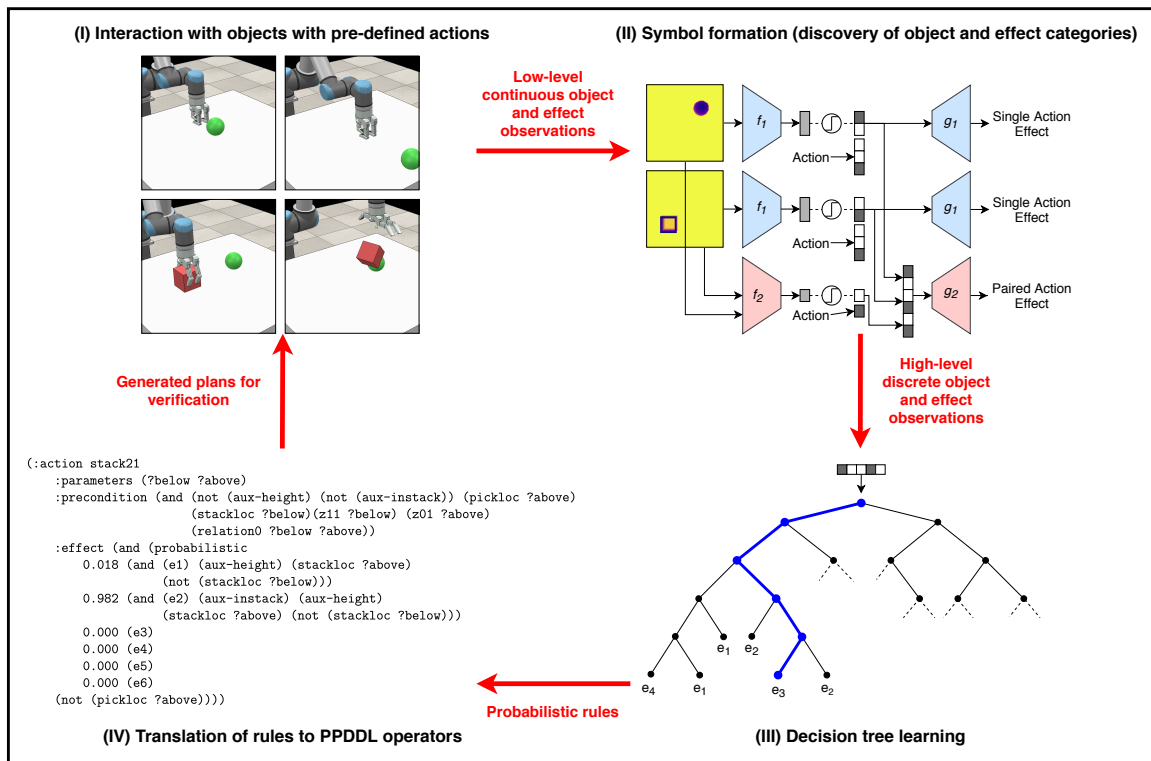 (I) Interaction with objects with pre-defined actions
(II) Symbol formation (discovery of object and effect categories)
Low-level
continuous object
and effect
observations
f1
Action
g1
Single Action
Effect
f1
Action
g1
Single Action
Effect
f2
Action
g2
Paired Action
Effect
High-level
discrete object
and effect
observations
Generated plans for
verification
(:action stack21
:parameters (?below ?above)
:precondition (and (not (aux-height) (not (aux-instack)) (pickloc ?above)
(stackloc ?below)(z11 ?below) (z01 ?above)
(relation0 ?below ?above))
:effect (and (probabilistic
0.018 (and (e1) (aux-height) (stackloc ?above)
(not (stackloc ?below)))
0.982 (and (e2) (aux-instack) (aux-height)
(stackloc ?above) (not (stackloc ?below)))
0.000 (e3)
0.000 (e4)
0.000 (e5)
0.000 (e6)
(not (pickloc ?above))))
e1
e2
e4
e1
e3
e2
Probabilistic rules
(IV) Translation of rules to PPDDL operators
(III) Decision tree learning